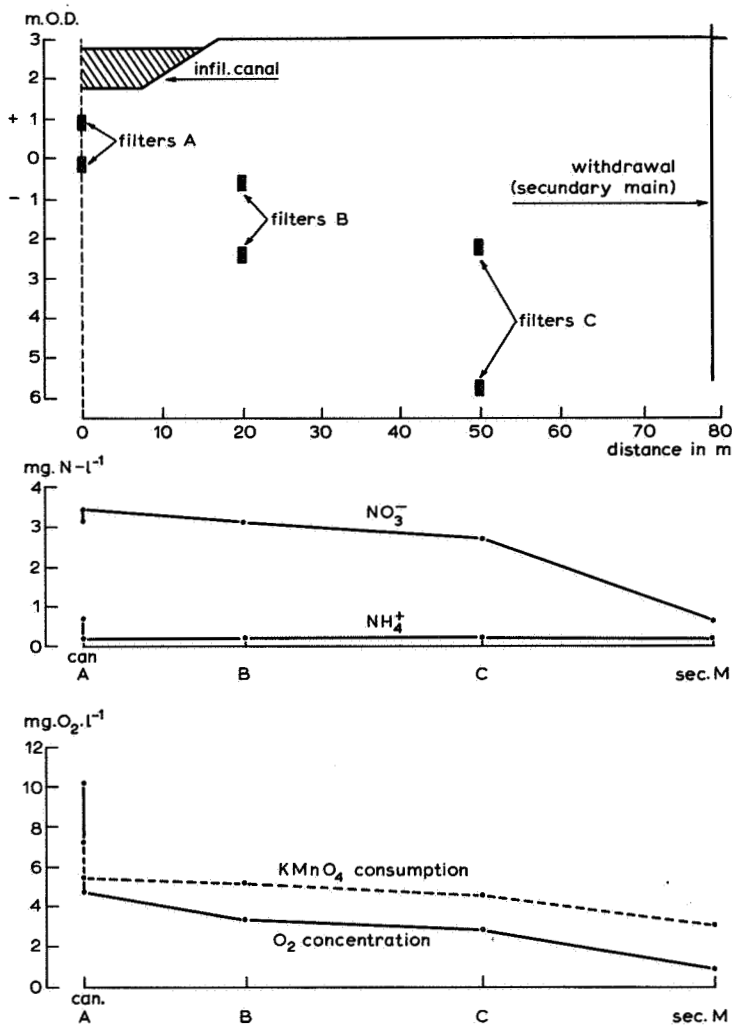 m.O.D.
3
2
+ 1
0
- 1
2
3
4
5
6
infil. canal
filters A
filters B
filters C
withdrawal
(secundary main)
0 10 20 30 40 50 60 70 80
distance in m
mg. N-l⁻¹
4
3
2
1
0
NO₃⁻
NH₄⁺
can
A B C sec. M
mg.O₂.l⁻¹
12
10
8
6
4
2
0
KMnO₄ consumption
O₂ concentration
can.
A B C sec. M